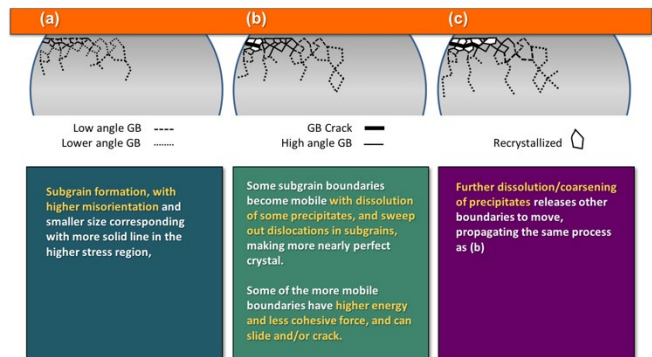 (a)
(b)
(c)
Low angle GB
Lower angle GB
GB Crack
High angle GB
Recrystallized
Subgrain formation, with
higher misorientation and
smaller size corresponding
with more solid line in the
higher stress region,
Some subgrain boundaries
become mobile with dissolution
of some precipitates, and sweep
out dislocations in subgrains,
making more nearly perfect
crystal.
Some of the more mobile
boundaries have higher energy
and less cohesive force, and can
slide and/or crack.
Further dissolution/coarsening
of precipitates releases other
boundaries to move,
propagating the same process
as (b)